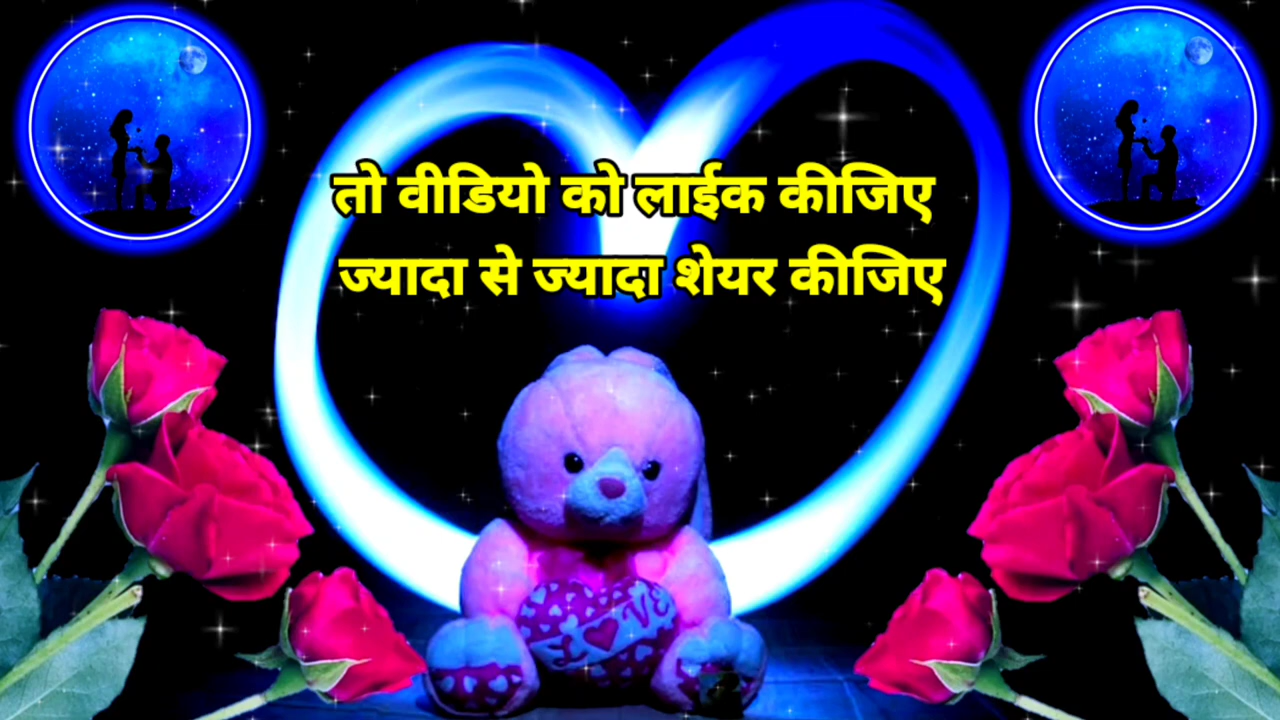 तो वीडियो को लाईक कीजिए
ज्यादा से ज्यादा शेयर कीजिए